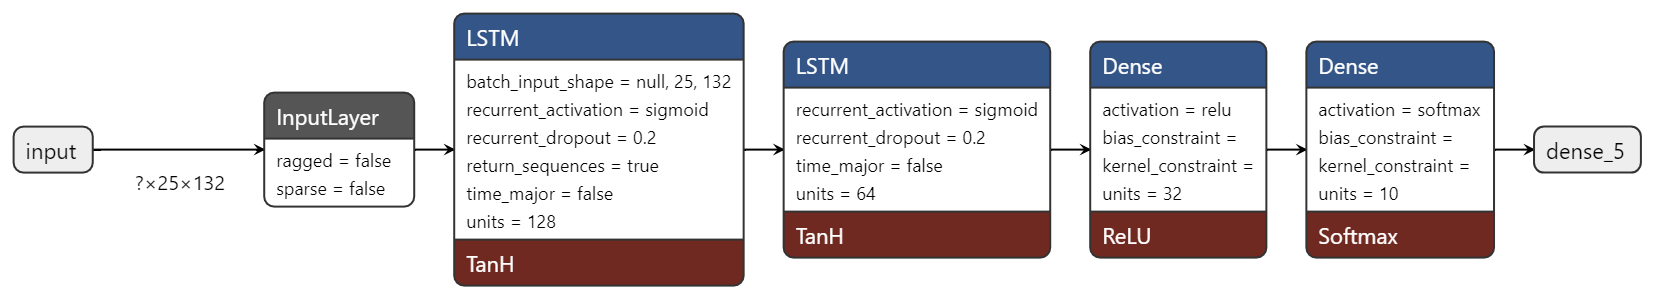 input
?×25×132
InputLayer
ragged = false
sparse = false
LSTM
batch_input_shape = null, 25, 132
recurrent_activation = sigmoid
recurrent_dropout = 0.2
return_sequences = true
time_major = false
units = 128
TanH
LSTM
recurrent_activation = sigmoid
recurrent_dropout = 0.2
time_major = false
units = 64
TanH
Dense
activation = relu
bias_constraint =
kernel_constraint =
units = 32
ReLU
Dense
activation = softmax
bias_constraint =
kernel_constraint =
units = 10
Softmax
dense_5